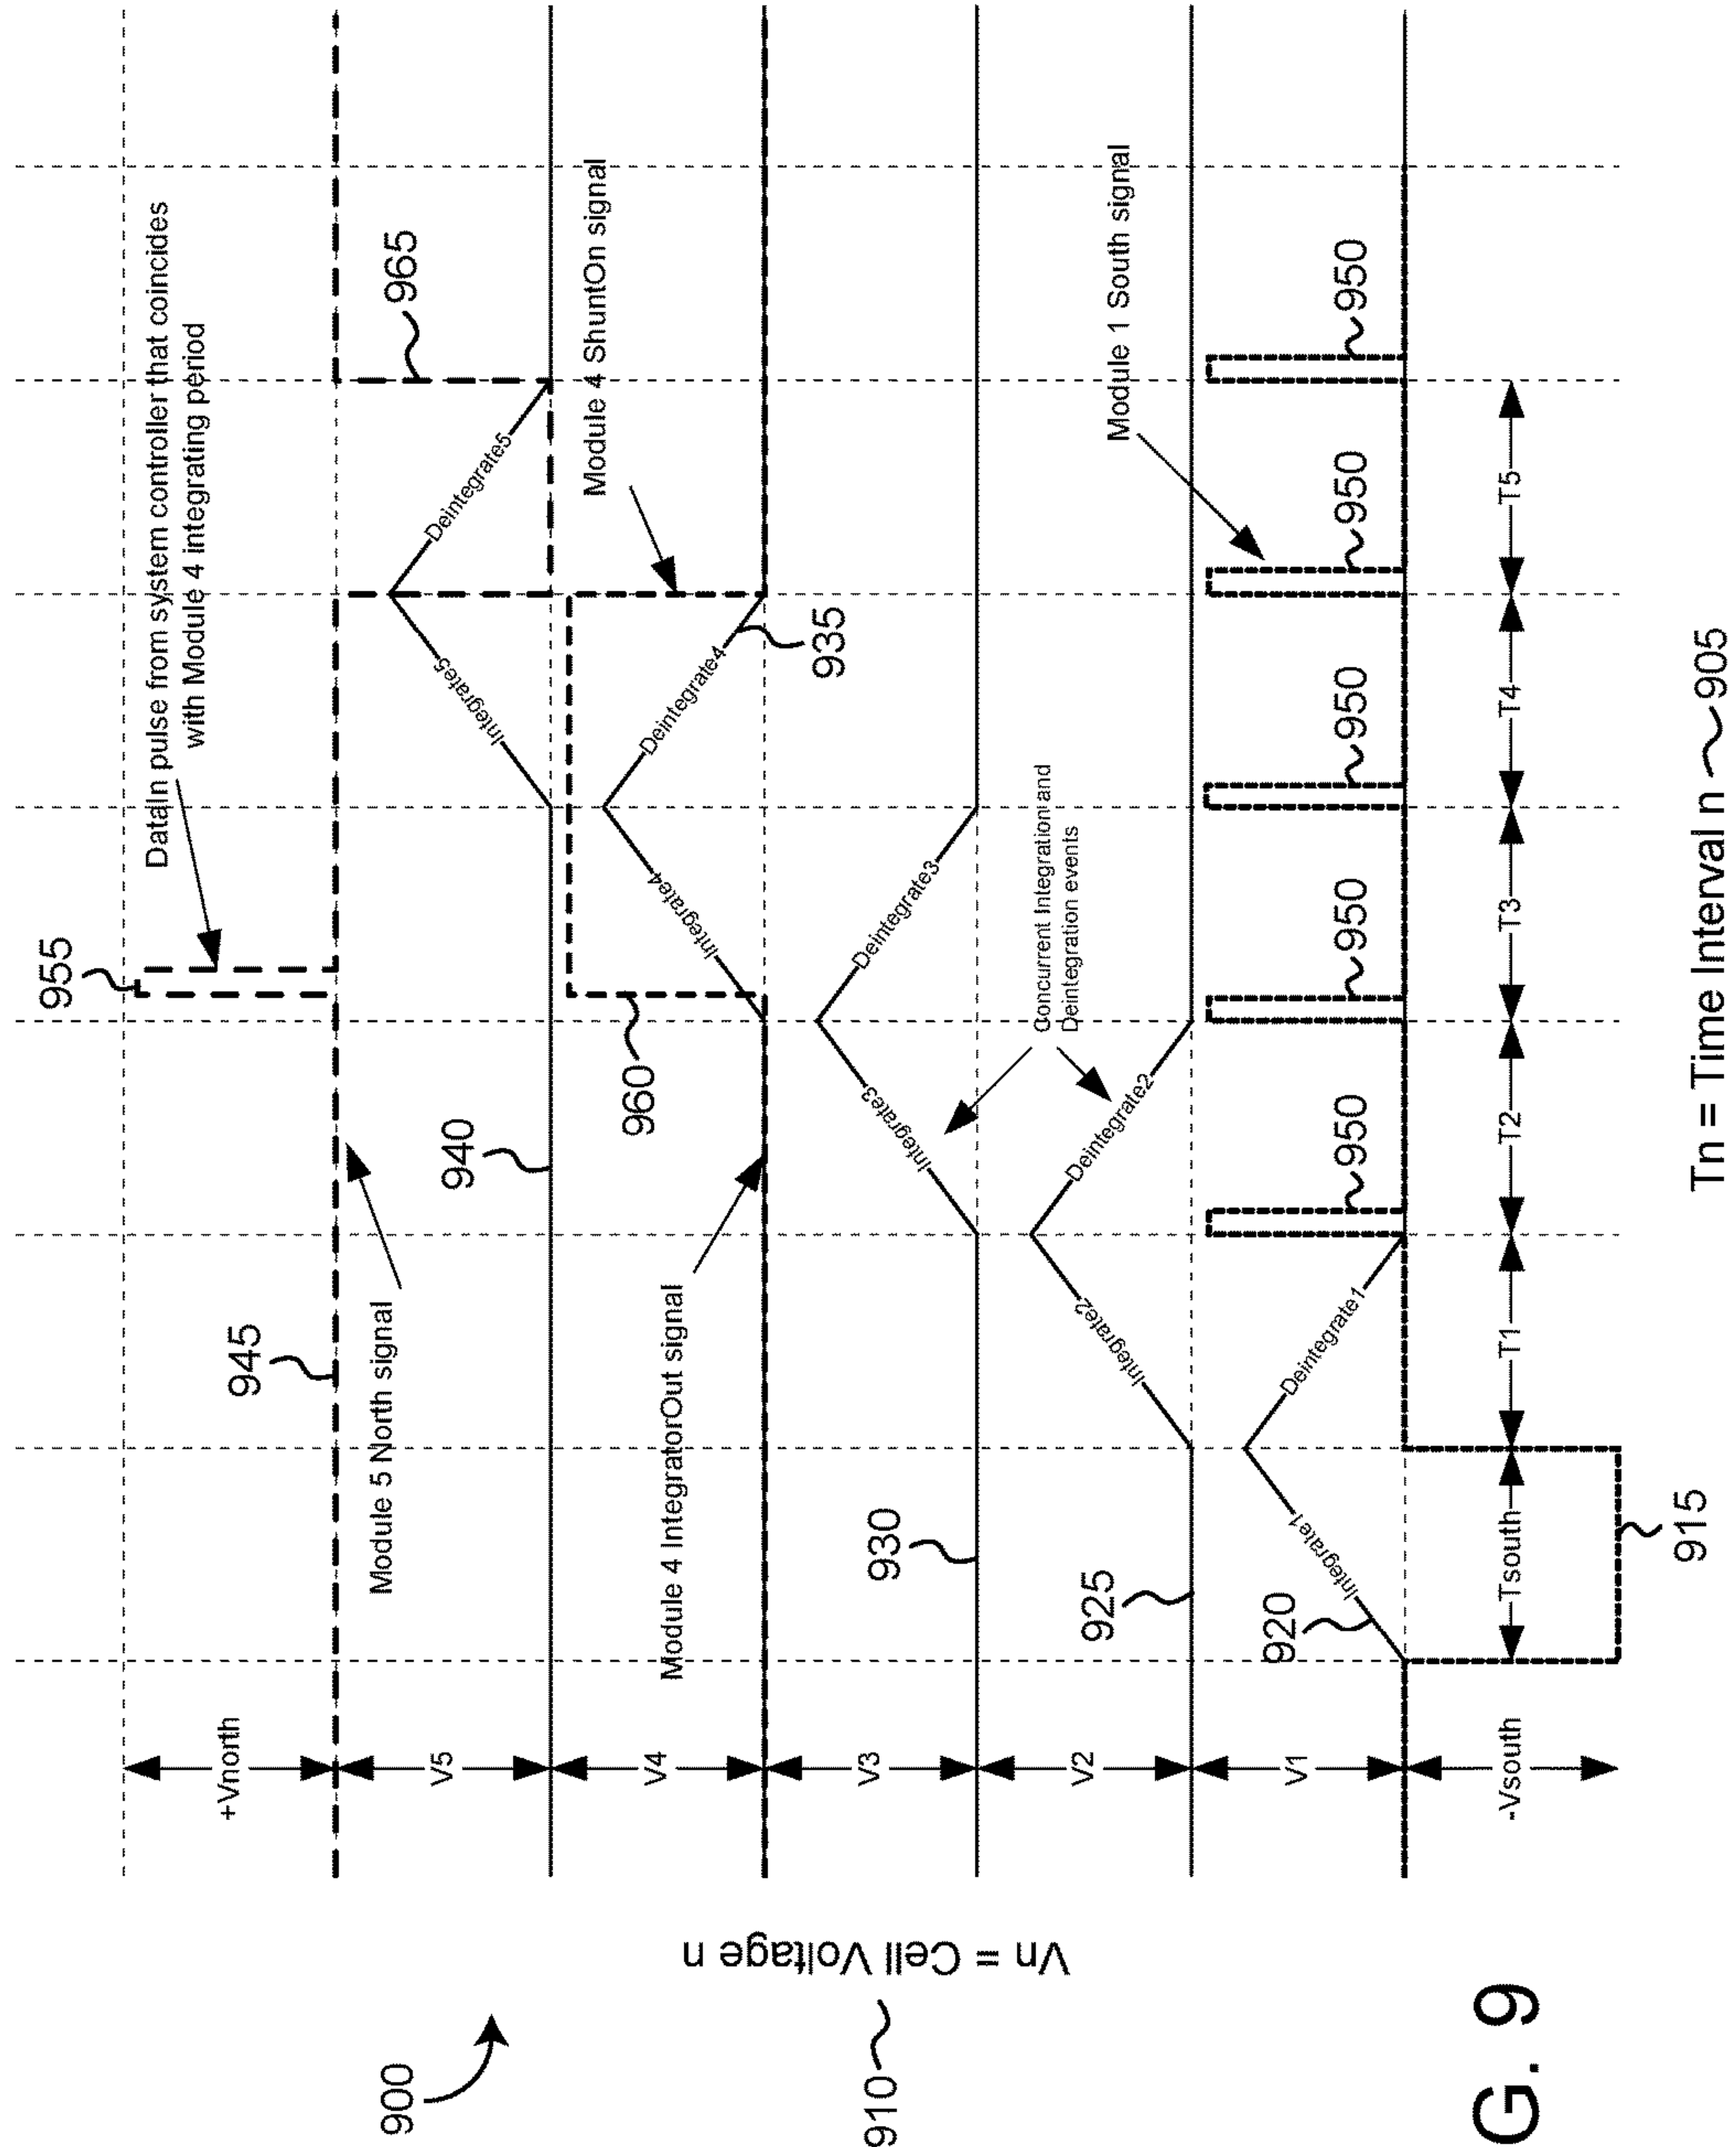 900
Vn = Cell Voltage n
910
+Vnorth
V5
V4
V3
V2
V1
-Vsouth
955
DataIn pulse from system controller that coincides
with Module 4 integrating period
945
Module 5 North signal
965
Integrate5
Deintegrate5
940
Module 4 ShuntOn signal
960
Integrate4
Deintegrate4
935
Module 4 IntegratorOut signal
Integrate3
Deintegrate3
930
Concurrent Integration and
Deintegration events
Integrate2
Deintegrate2
925
Module 1 South signal
Integrate1
Deintegrate1
920
950
950
950
950
950
Tsouth
T1
T2
T3
T4
T5
915
Tn = Time Interval n
905
G. 9